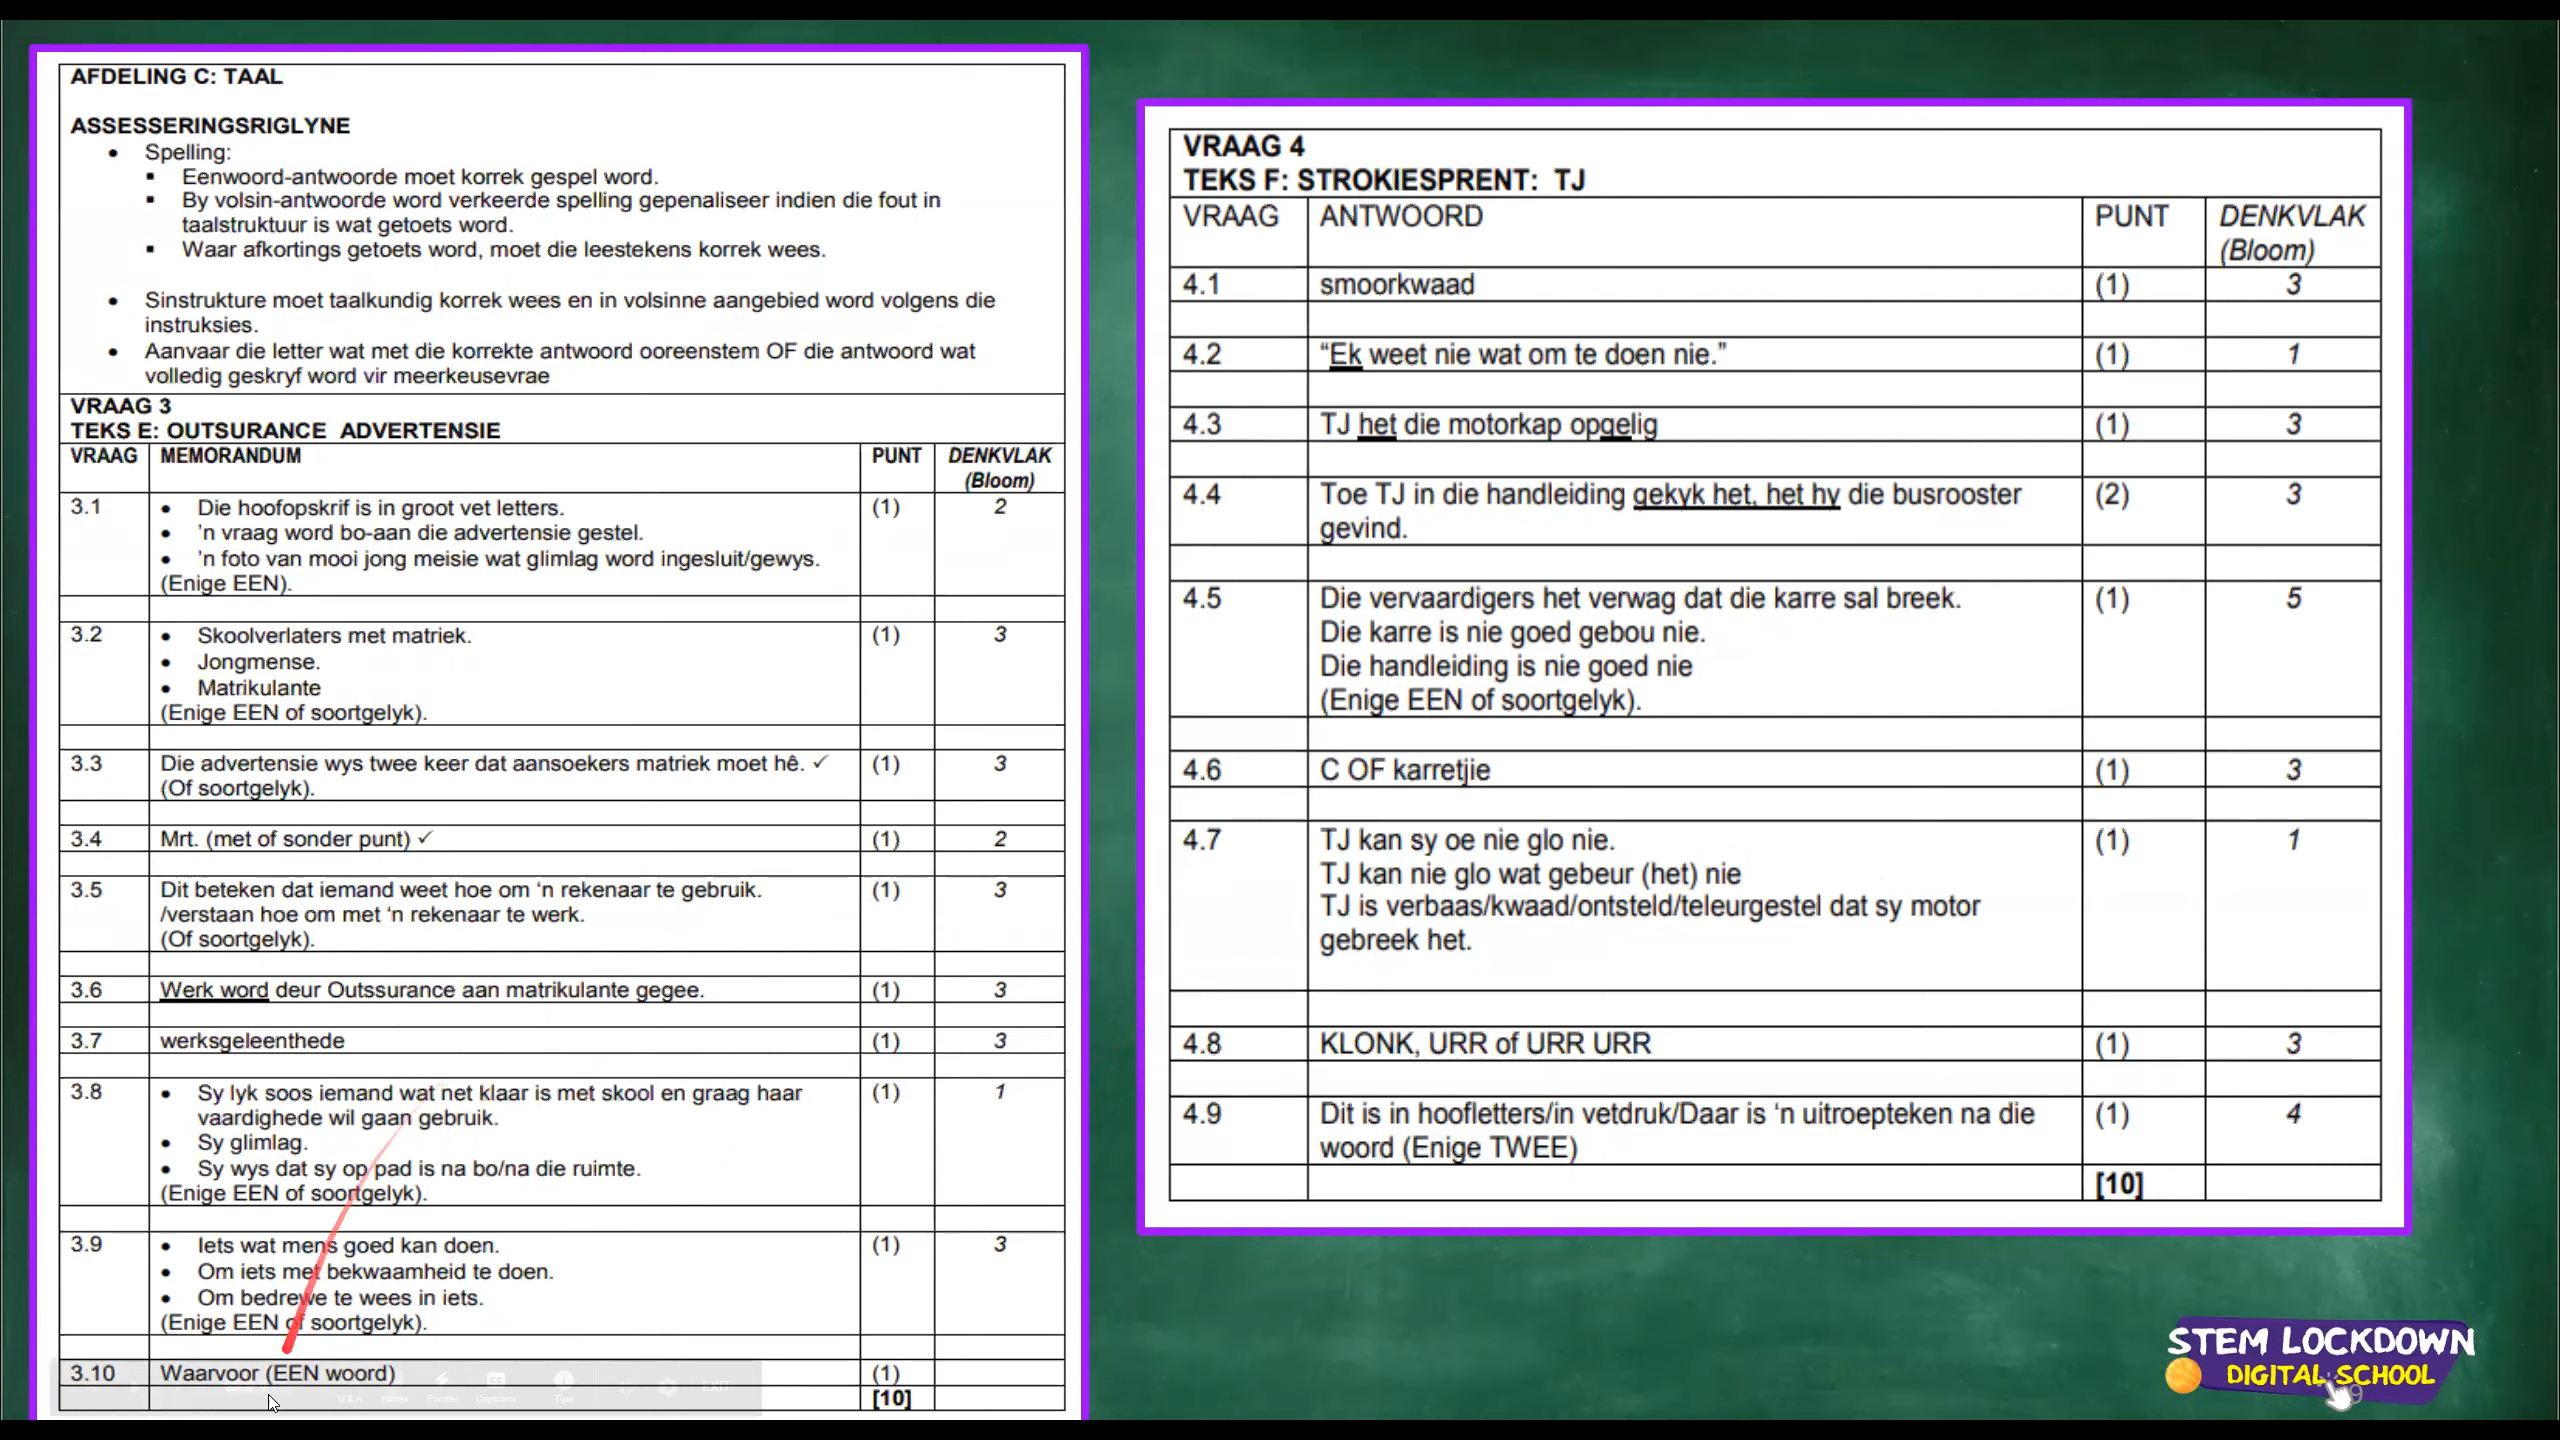 AFDELING C: TAAL
ASSESSERINGSRIGLYNE
• Spelling:
▪ Eenwoord-antwoorde moet korrek gespel word.
▪ By volsin-antwoorde word verkeerde spelling gepenaliseer indien die fout in
taalstruktuur is wat getoets word.
▪ Waar afkortings getoets word, moet die leestekens korrek wees.
• Sinstrukture moet taalkundig korrek wees en in volsinne aangebied word volgens die
instruksies.
• Aanvaar die letter wat met die korrekte antwoord ooreenstem OF die antwoord wat
volledig geskryf word vir meerkeusevrae
VRAAG 3
TEKS E: OUTSURANCE ADVERTENSIE
VRAAG MEMORANDUM PUNT DENKVLAK
(Bloom)
3.1 • Die hoofopskrif is in groot vet letters. (1) 2
• 'n vraag word bo-aan die advertensie gestel.
• 'n foto van mooi jong meisie wat glimlag word ingesluit/gewys.
(Enige EEN).
3.2 • Skoolverlaters met matriek. (1) 3
• Jongmense.
• Matrikulante
(Enige EEN of soortgelyk).
3.3 Die advertensie wys twee keer dat aansoekers matriek moet hê. ✓ (1) 3
(Of soortgelyk).
3.4 Mrt. (met of sonder punt) ✓ (1) 2
3.5 Dit beteken dat iemand weet hoe om 'n rekenaar te gebruik. (1) 3
/verstaan hoe om met 'n rekenaar te werk.
(Of soortgelyk).
3.6 Werk word deur Outssurance aan matrikulante gegee. (1) 3
3.7 werksgeleenthede (1) 3
3.8 • Sy lyk soos iemand wat net klaar is met skool en graag haar (1) 1
vaardighede wil gaan gebruik.
• Sy glimlag.
• Sy wys dat sy op pad is na bo/na die ruimte.
(Enige EEN of soortgelyk).
3.9 • Iets wat mens goed kan doen. (1) 3
• Om iets met bekwaamheid te doen.
• Om bedrewe te wees in iets.
(Enige EEN of soortgelyk).
3.10 Waarvoor (EEN woord) (1)
[10]
VRAAG 4
TEKS F: STROKIESPRENT: TJ
VRAAG ANTWOORD PUNT DENKVLAK
(Bloom)
4.1 smoorkwaad (1) 3
4.2 “Ek weet nie wat om te doen nie.” (1) 1
4.3 TJ het die motorkap opgelig (1) 3
4.4 Toe TJ in die handleiding gekyk het, het hy die busrooster (2) 3
gevind.
4.5 Die vervaardigers het verwag dat die karre sal breek. (1) 5
Die karre is nie goed gebou nie.
Die handleiding is nie goed nie
(Enige EEN of soortgelyk).
4.6 C OF karretjie (1) 3
4.7 TJ kan sy oe nie glo nie. (1) 1
TJ kan nie glo wat gebeur (het) nie
TJ is verbaas/kwaad/ontsteld/teleurgestel dat sy motor
gebreek het.
4.8 KLONK, URR of URR URR (1) 3
4.9 Dit is in hoofletters/in vetdruk/Daar is 'n uitroepteken na die (1) 4
woord (Enige TWEE)
[10]
STEM LOCKDOWN
DIGITAL SCHOOL